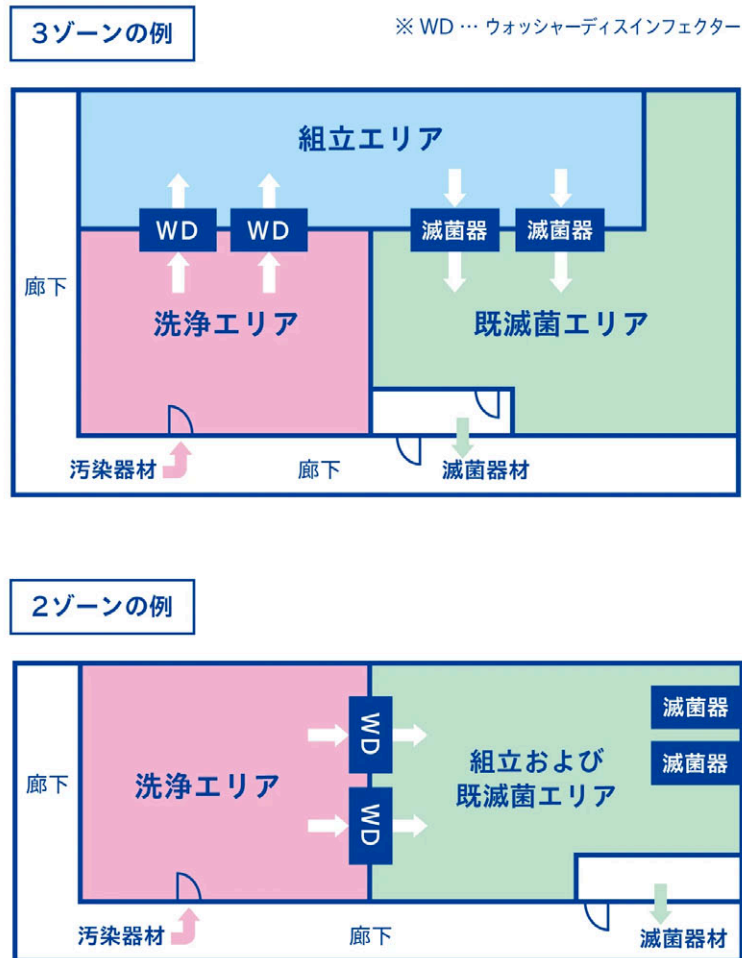 3ゾーンの例
※ WD … ウォッシャーディスインフェクター
組立エリア
WD
WD
滅菌器
滅菌器
廊下
洗浄エリア
既滅菌エリア
汚染器材
廊下
滅菌器材
2ゾーンの例
滅菌器
WD
滅菌器
廊下
洗浄エリア
組立および
既滅菌エリア
WD
汚染器材
廊下
滅菌器材